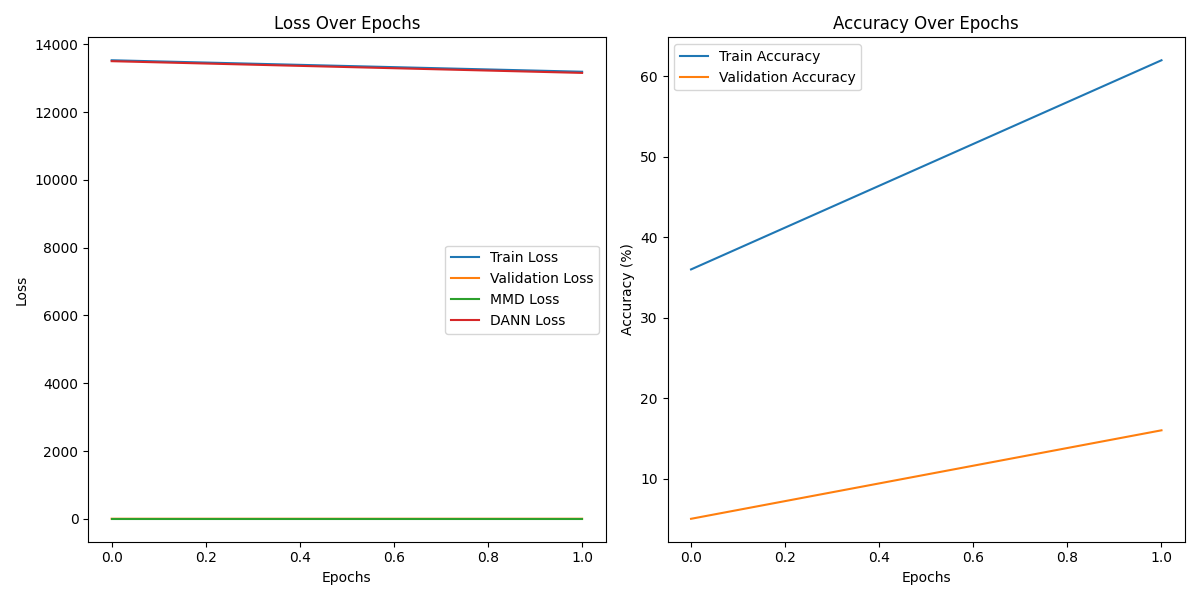 Loss Over Epochs
14000
12000
10000
8000
6000
4000
2000
0
Loss
Train Loss
Validation Loss
MMD Loss
DANN Loss
0.0 0.2 0.4 0.6 0.8 1.0
Epochs
Accuracy Over Epochs
60
50
40
30
20
10
Accuracy (%)
Train Accuracy
Validation Accuracy
0.0 0.2 0.4 0.6 0.8 1.0
Epochs